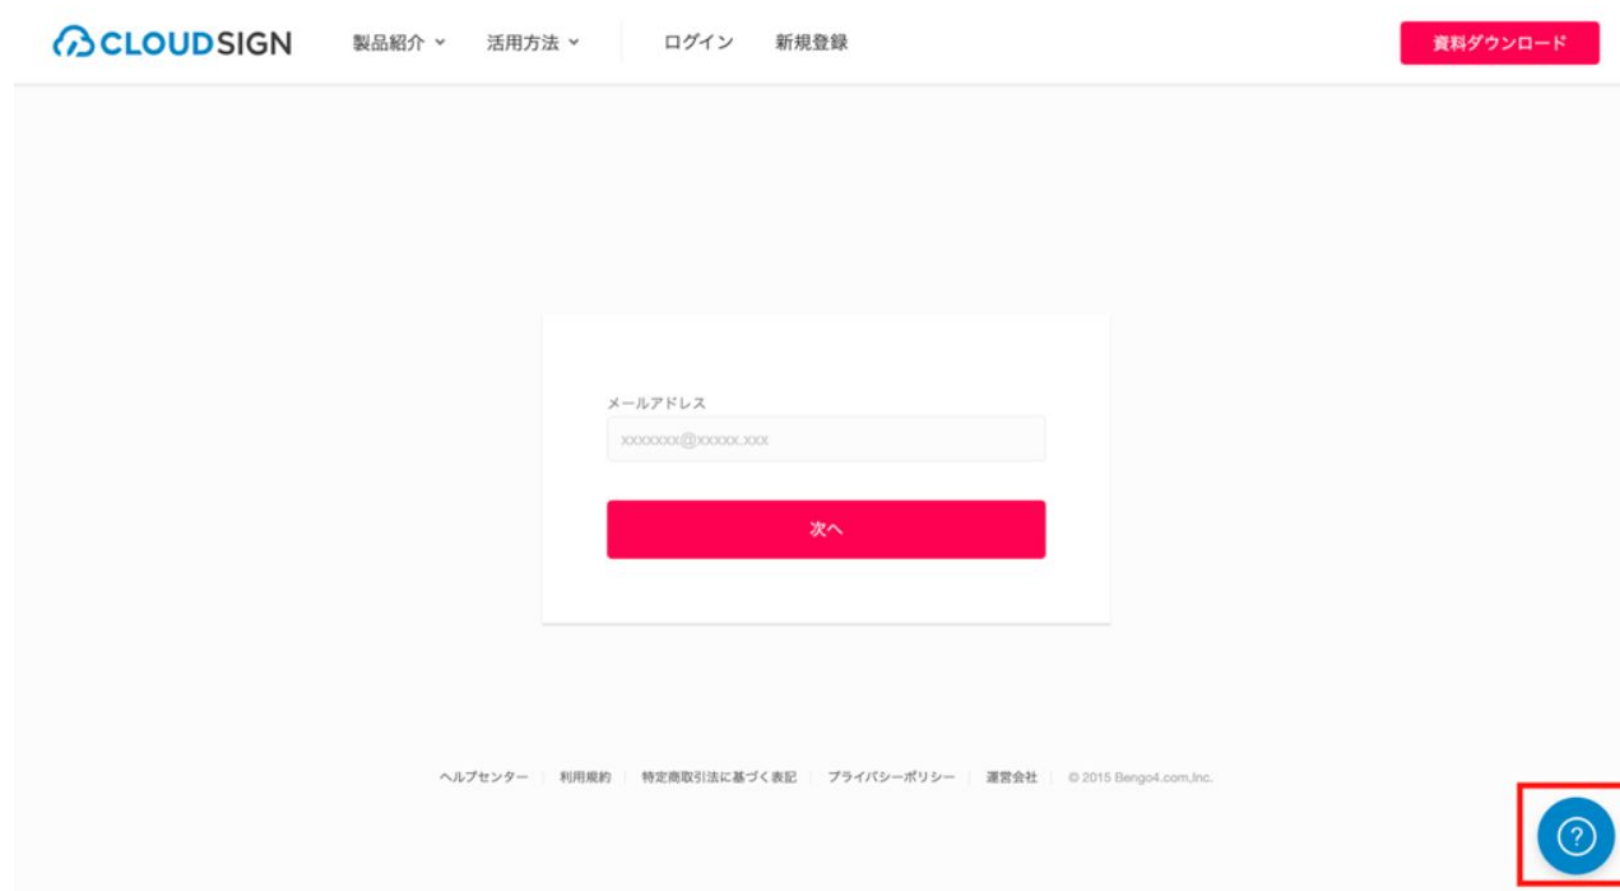 CLOUDSIGN 製品紹介 活用方法 ログイン 新規登録 資料ダウンロード
メールアドレス
xxxxxxx@xxxxx.xxx
次へ
ヘルプセンター 利用規約 特定商取引法に基づく表記 プライバシーポリシー 運営会社 © 2015 Bengo4.com,Inc.
?